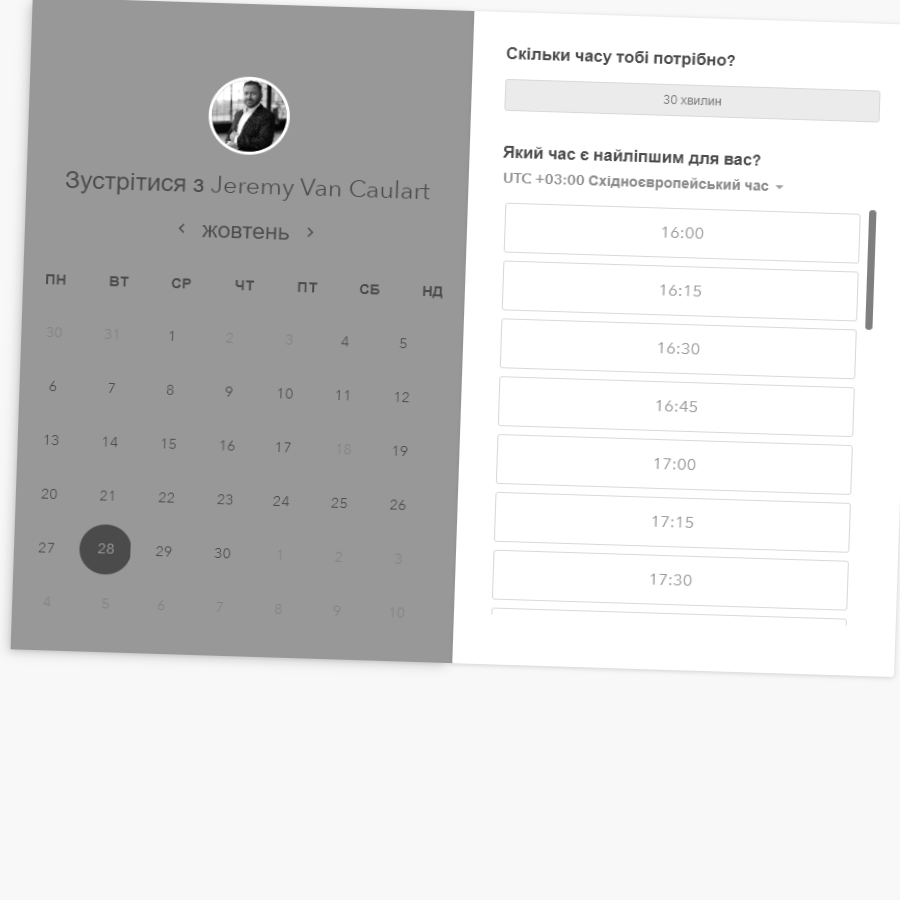 Зустрітися з Jeremy Van Caulart
жовтень
ПН ВТ СР ЧТ ПТ СБ НД
30 31 1 2 3 4 5
6 7 8 9 10 11 12
13 14 15 16 17 18 19
20 21 22 23 24 25 26
27 28 29 30 1 2 3
4 5 6 7 8 9 10
Скільки часу тобі потрібно?
30 хвилин
Який час є найліпшим для вас?
UTC +03:00 Східноєвропейський час
16:00
16:15
16:30
16:45
17:00
17:15
17:30